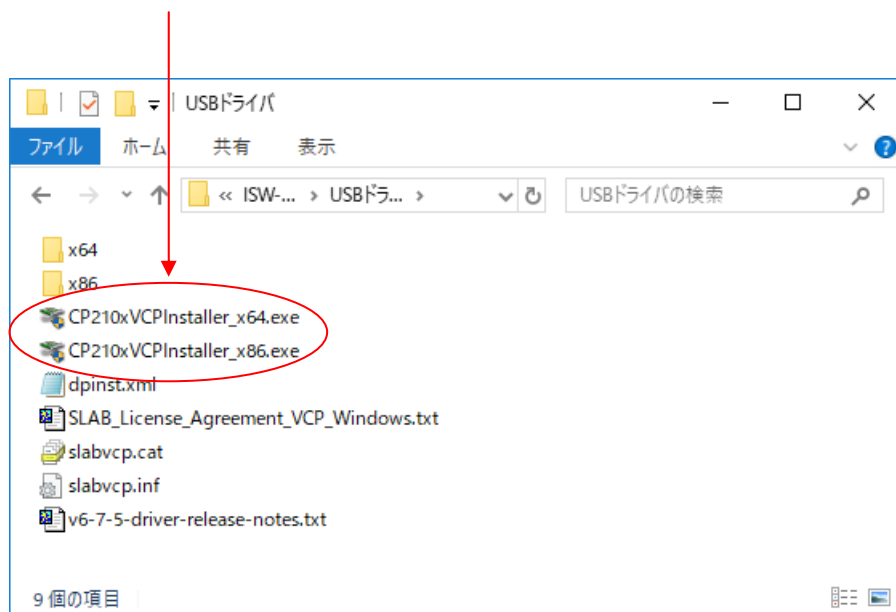 USBドライバ
ファイル ホーム 共有 表示
« ISW-... › USBドラ... › USBドライバの検索
x64
x86
CP210xVCPInstaller_x64.exe
CP210xVCPInstaller_x86.exe
dpinst.xml
SLAB_License_Agreement_VCP_Windows.txt
slabvcp.cat
slabvcp.inf
v6-7-5-driver-release-notes.txt
9 個の項目